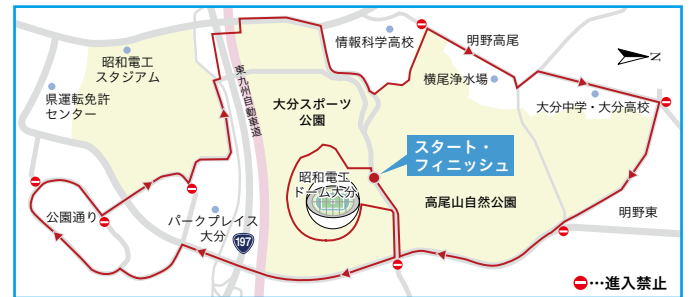 情報科学高校
明野高尾
昭和電工
スタジアム
横尾浄水場
N
県運転免許
センター
東九州自動車道
大分スポーツ
公園
大分中学・大分高校
スタート・
フィニッシュ
昭和電工
ドーム大分
高尾山自然公園
明野東
公園通り
パークプレイス
大分
197
…進入禁止